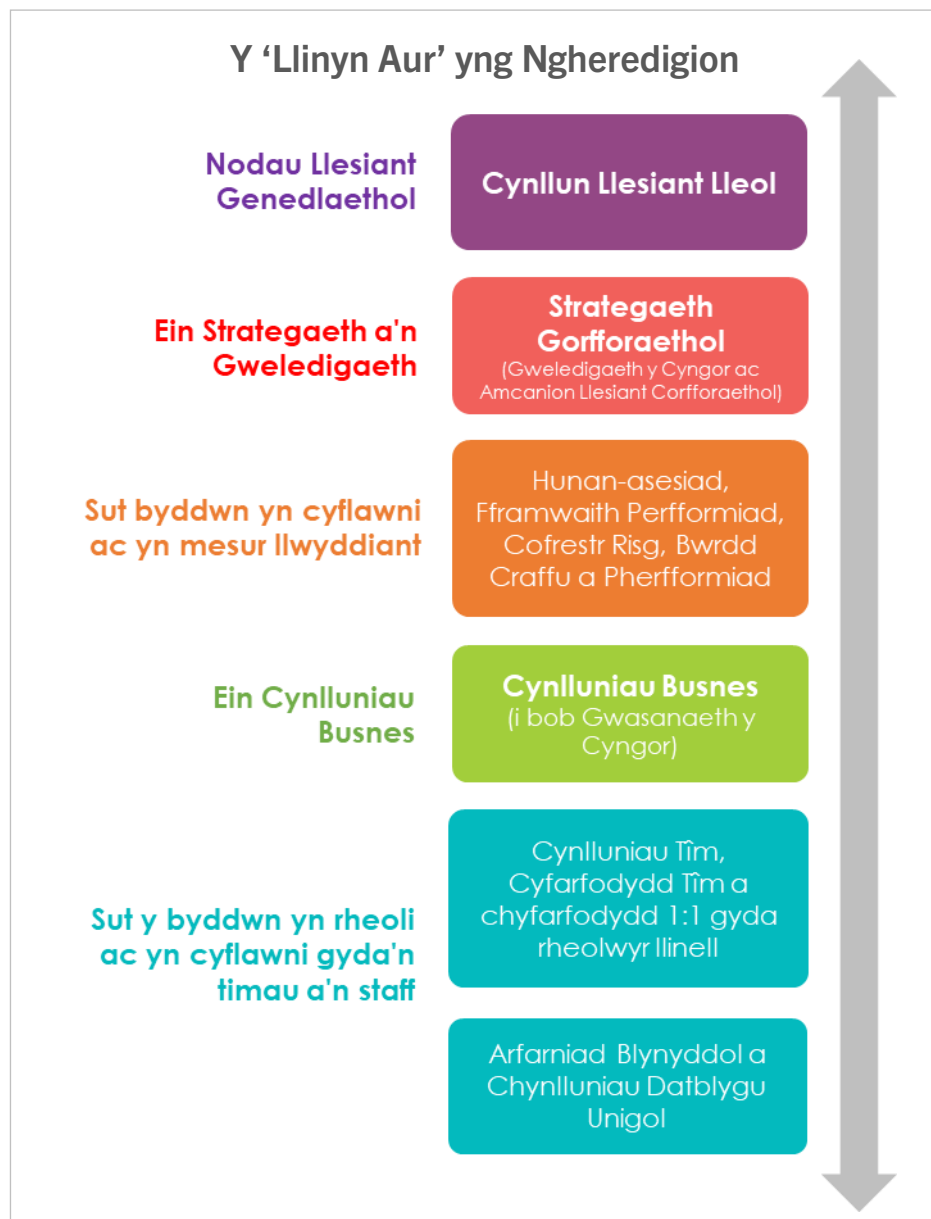 Y ‘Llinyn Aur’ yng Ngheredigion
Nodau Llesiant
Genedlaethol
Cynllun Llesiant Lleol
Ein Strategaeth a'n
Gweledigaeth
Strategaeth
Gorfforaethol
(Gweledigaeth y Cyngor ac
Amcanion Llesiant Corfforaethol)
Sut byddwn yn cyflawni
ac yn mesur llwyddiant
Hunan-asesiad,
Fframwaith Perfformiad,
Cofrestr Risg, Bwrdd
Craffu a Pherfformiad
Ein Cynlluniau
Busnes
Cynlluniau Busnes
(i bob Gwasanaeth y
Cyngor)
Sut y byddwn yn rheoli
ac yn cyflawni gyda'n
timau a'n staff
Cynlluniau Tîm,
Cyfarfodydd Tîm a
chyfarfodydd 1:1 gyda
rheolwyr llinell
Arfarniad Blynyddol a
Chynlluniau Datblygu
Unigol